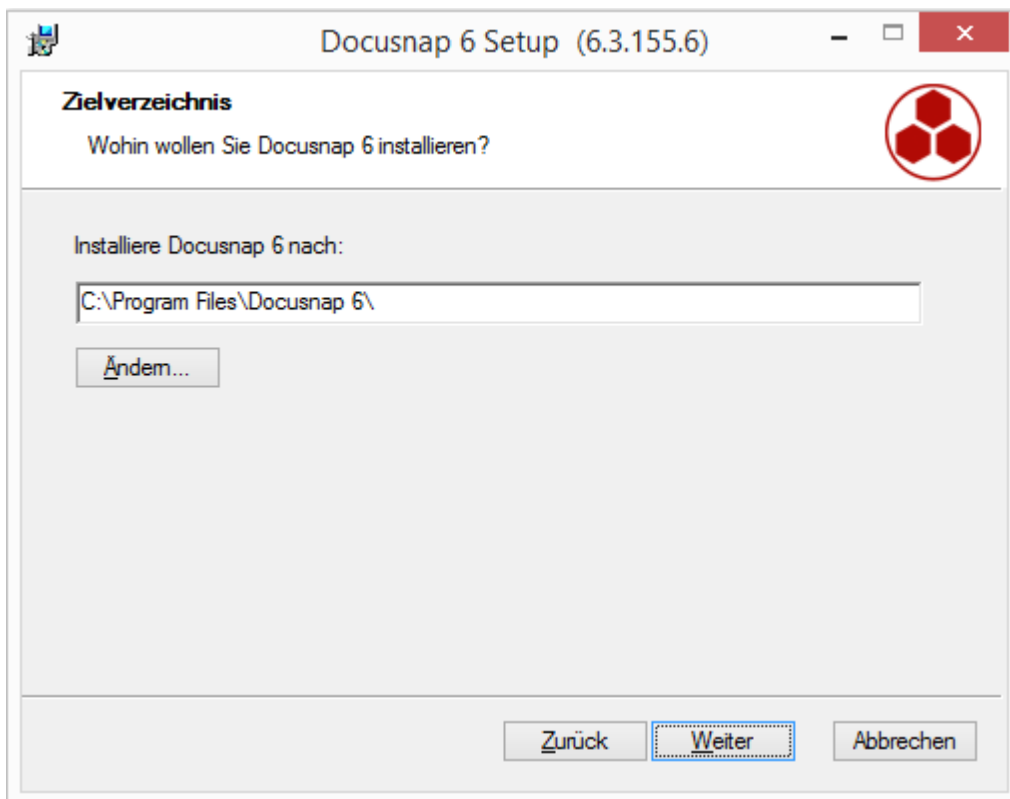 Docusnap 6 Setup (6.3.155.6)
Zielverzeichnis
Wohin wollen Sie Docusnap 6 installieren?
Installiere Docusnap 6 nach:
C:\Program Files\Docusnap 6\
Ändern...
Zurück
Weiter
Abbrechen